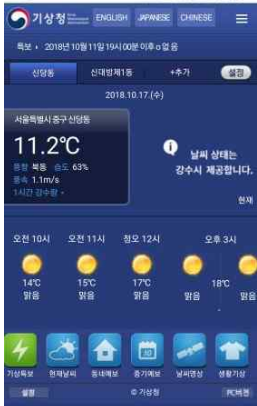 기상청 ENGLISH JAPANESE CHINESE
특보 · 2018년 10월 11일 19시 00분 이후 o 없 음
신당동 신대방제1동 +추가 설정
2018.10.17.(수)
서울특별시 중구 신당동
11.2℃
풍향 북동 습도 63%
풍속 1.1m/s
1시간 강수량 -
날씨 상태는
강수시 제공합니다.
현재
오전 10시 오전 11시 정오 12시 오후 3시
14℃ 15℃ 17℃ 18℃
맑음 맑음 맑음 맑음 맑음
-
기상특보 현재날씨 동네예보 중기예보 날씨영상 생활기상
설정 © 기상청 PC버전